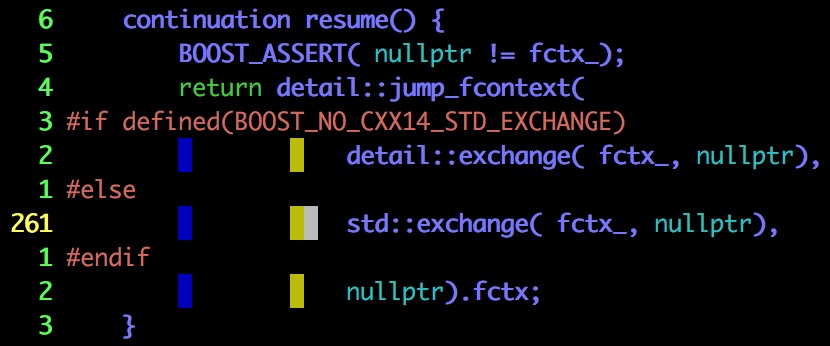 6     continuation resume() {
5         BOOST_ASSERT( nullptr != fctx_);
4         return detail::jump_fcontext(
3 #if defined(BOOST_NO_CXX14_STD_EXCHANGE)
2                     detail::exchange( fctx_, nullptr),
1 #else
261                     std::exchange( fctx_, nullptr),
1 #endif
2                     nullptr).fctx;
3     }